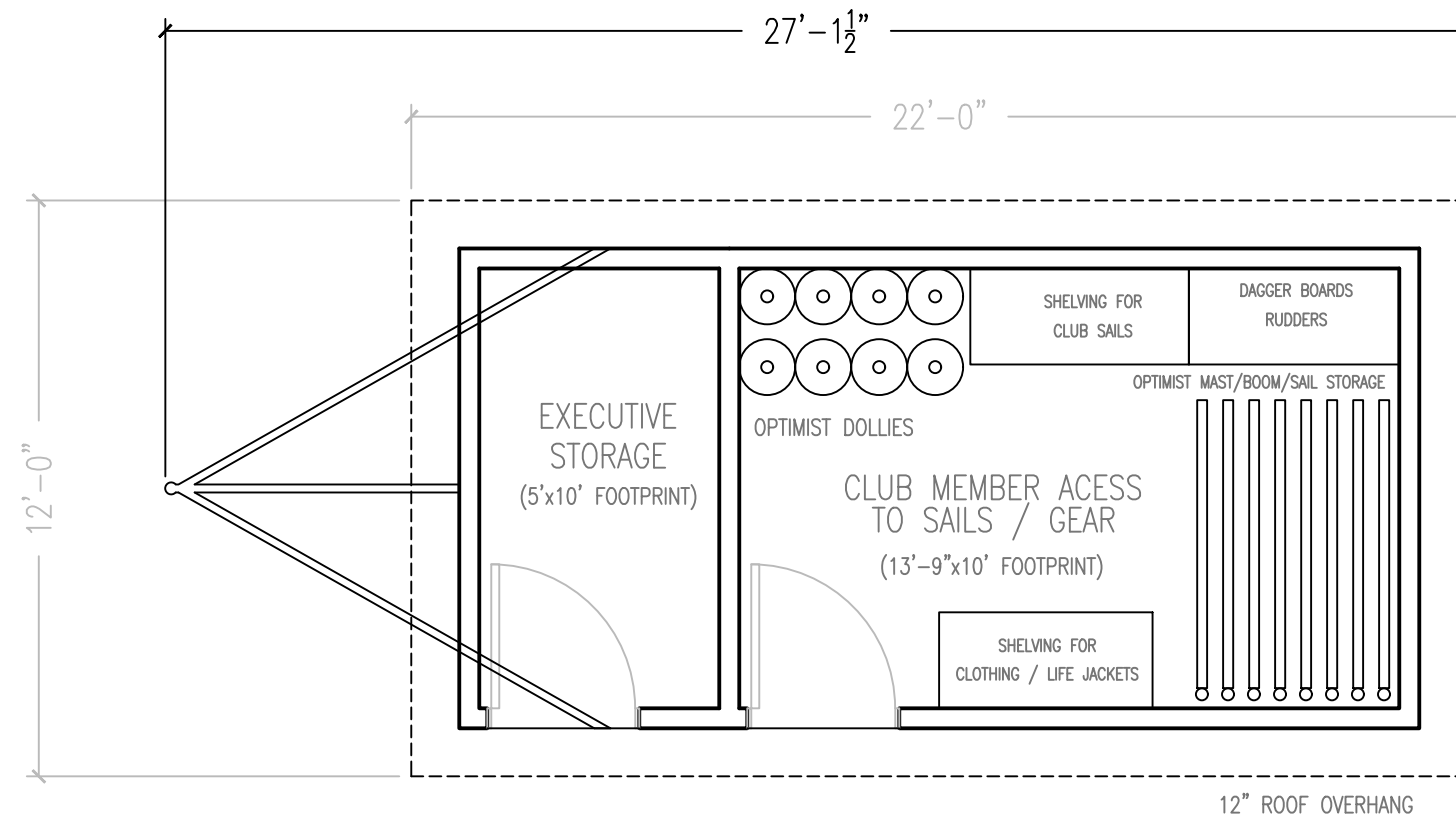 27'-1 1/2"
22'-0"
12'-0"
EXECUTIVE
STORAGE
(5'x10' FOOTPRINT)
OPTIMIST DOLLIES
SHELVING FOR
CLUB SAILS
DAGGER BOARDS
RUDDERS
OPTIMIST MAST/BOOM/SAIL STORAGE
CLUB MEMBER ACESS
TO SAILS / GEAR
(13'-9"x10' FOOTPRINT)
SHELVING FOR
CLOTHING / LIFE JACKETS
12" ROOF OVERHANG